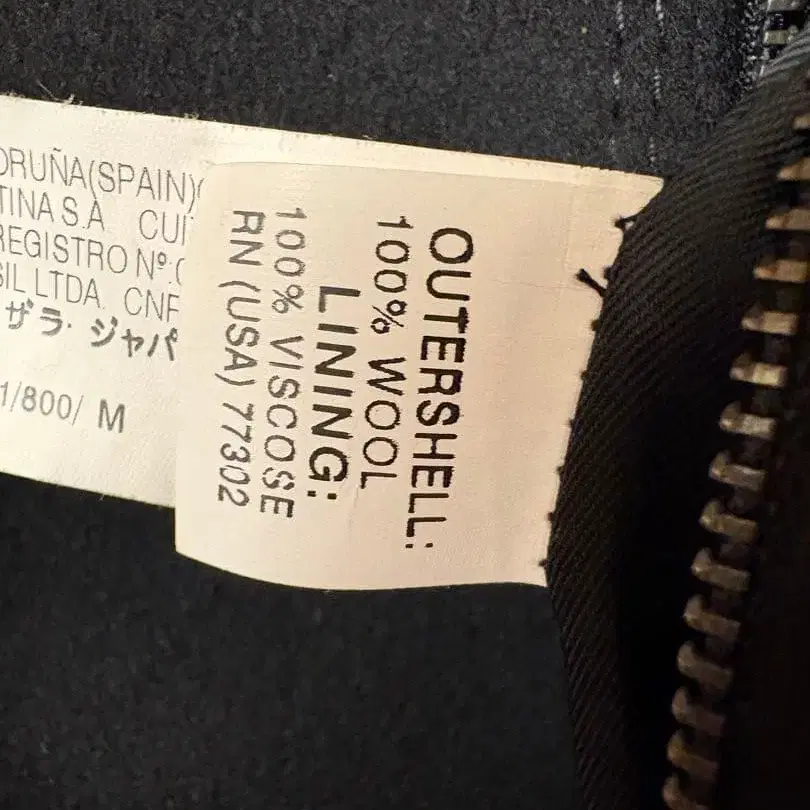 ORUÑA(SPAIN)
TINA S.A CUI
REGISTRO Nº:
SIL LTDA. CNP
ザラ・ジャパ
1/800/ M
OUTERSHELL:
100% WOOL
LINING:
100% VISCOSE
RN (USA) 77302